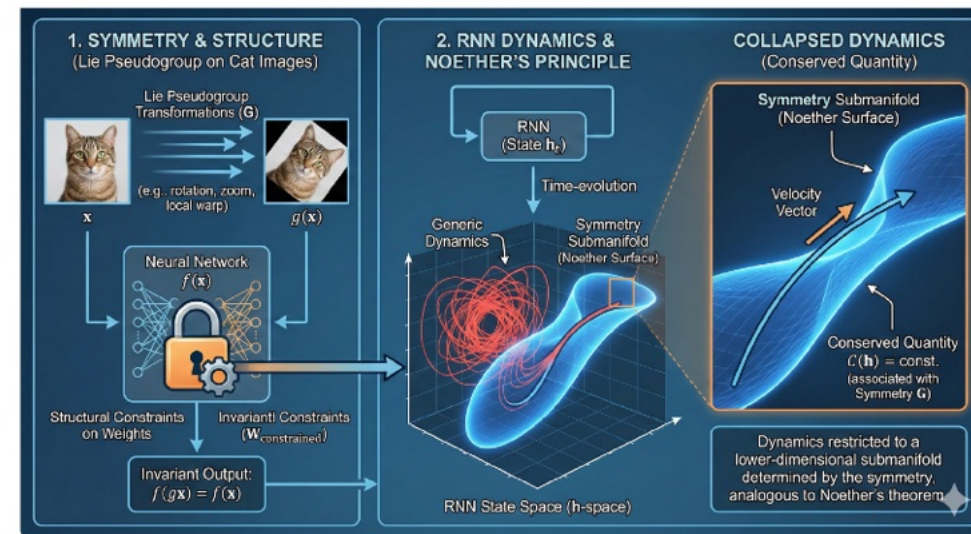 1. SYMMETRY & STRUCTURE
(Lie Pseudogroup on Cat Images)
Lie Pseudogroup
Transformations (G)
(e.g., rotation, zoom,
local warp)
x
g(x)
Neural Network
f(x)
Structural Constraints
on Weights
Invariantl Constraints
(W_constrained)
Invariant Output:
f(gx) = f(x)
2. RNN DYNAMICS &
NOETHER'S PRINCIPLE
RNN
(State hₜ)
Time-evolution
Generic
Dynamics
Symmetry
Submanifold
(Noether Surface)
RNN State Space (h-space)
COLLAPSED DYNAMICS
(Conserved Quantity)
Symmetry Submanifold
(Noether Surface)
Velocity
Vector
Conserved Quantity
C(h) = const.
(associated with
Symmetry G)
Dynamics restricted to a
lower-dimensional submanifold
determined by the symmetry,
analogous to Noether's theorem